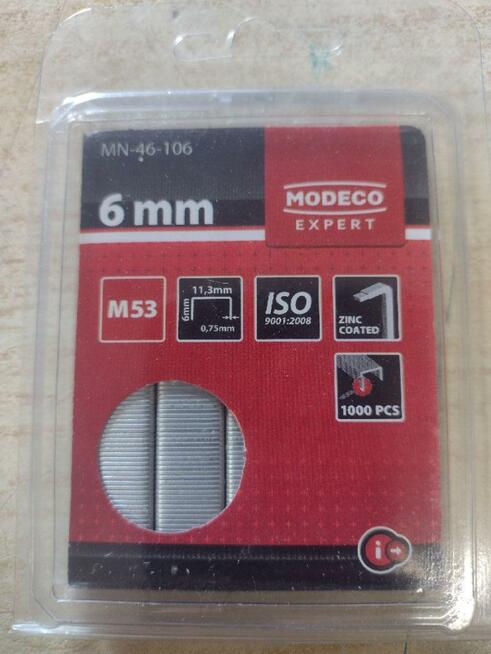 MN-46-106
6 mm
MODECO
EXPERT
M53
11,3mm
6mm
0,75mm
ISO
9001:2008
ZINC
COATED
1000 PCS
i